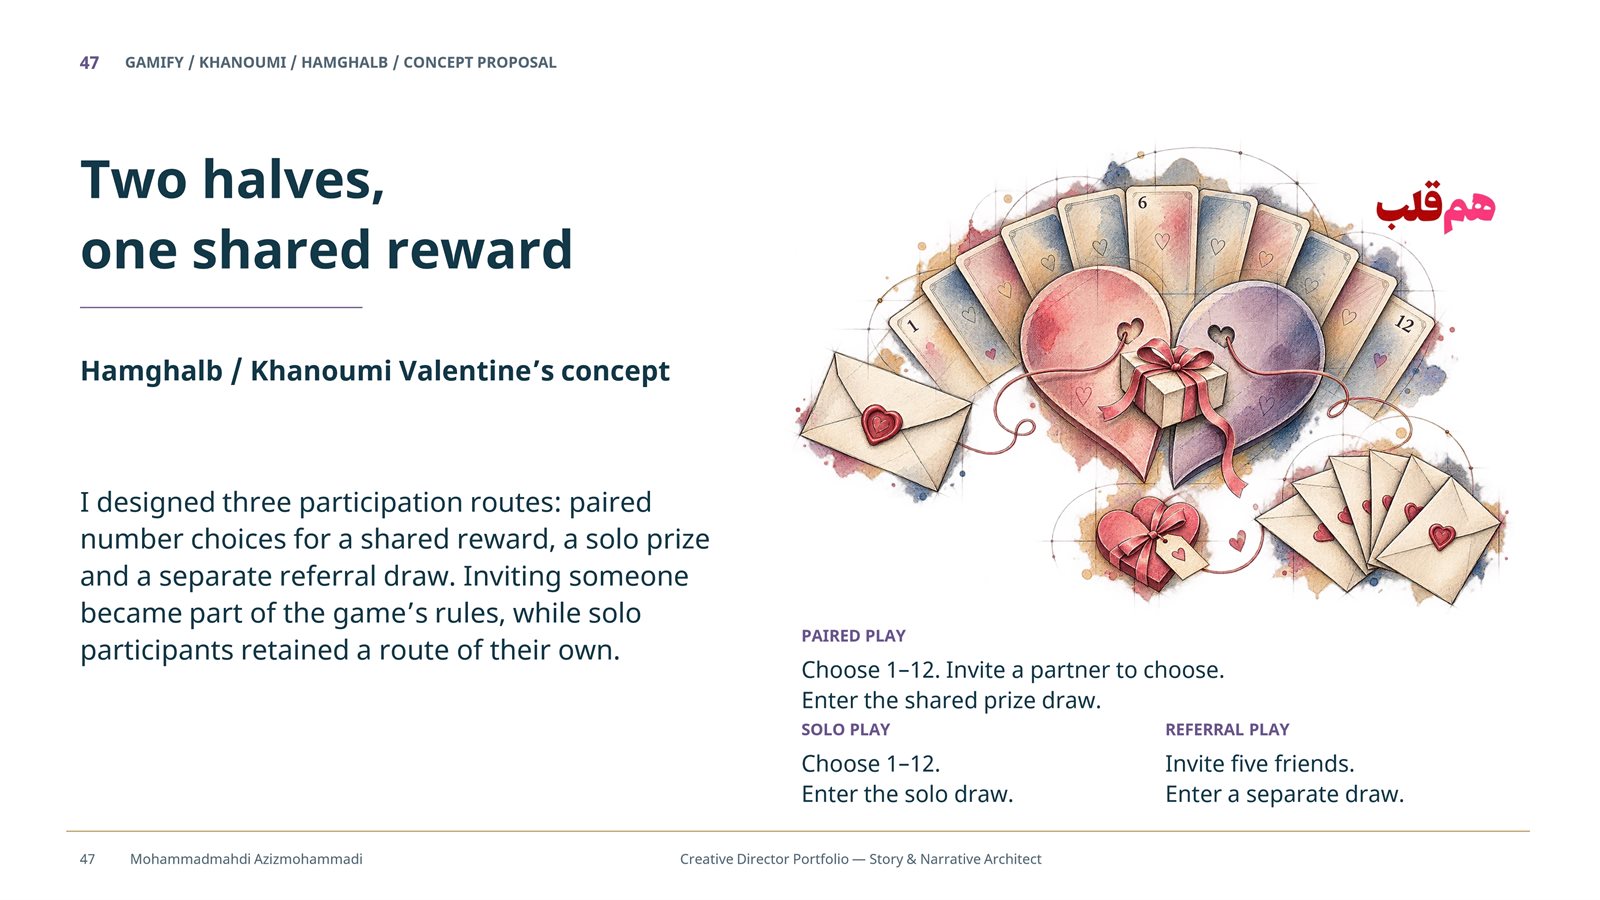 47 GAMIFY / KHANOUMI / HAMGHALB / CONCEPT PROPOSAL
Two halves,
one shared reward
Hamghalb / Khanoumi Valentine’s concept
I designed three participation routes: paired
number choices for a shared reward, a solo prize
and a separate referral draw. Inviting someone
became part of the game’s rules, while solo
participants retained a route of their own.
هم‌قلب
1
6
12
PAIRED PLAY
Choose 1–12. Invite a partner to choose.
Enter the shared prize draw.
SOLO PLAY
Choose 1–12.
Enter the solo draw.
REFERRAL PLAY
Invite five friends.
Enter a separate draw.
47 Mohammadmahdi Azizmohammadi
Creative Director Portfolio — Story & Narrative Architect